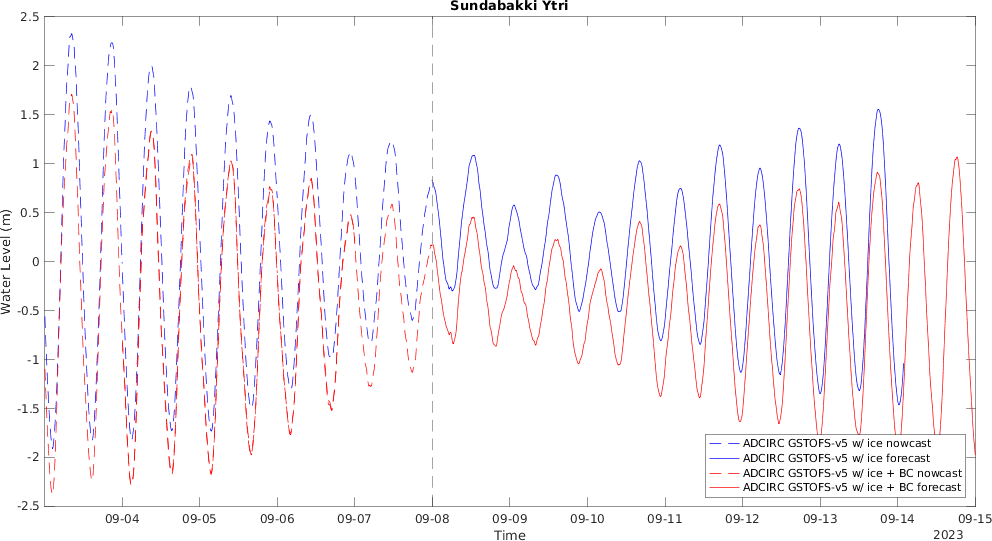 Sundabakki Ytri
2.5
2
1.5
1
0.5
0
-0.5
-1
-1.5
-2
-2.5
Water Level (m)
09-04 09-05 09-06 09-07 09-08 09-09 09-10 09-11 09-12 09-13 09-14 09-15
Time
2023
ADCIRC GSTOFS-v5 w/ ice nowcast
ADCIRC GSTOFS-v5 w/ ice forecast
ADCIRC GSTOFS-v5 w/ ice + BC nowcast
ADCIRC GSTOFS-v5 w/ ice + BC forecast